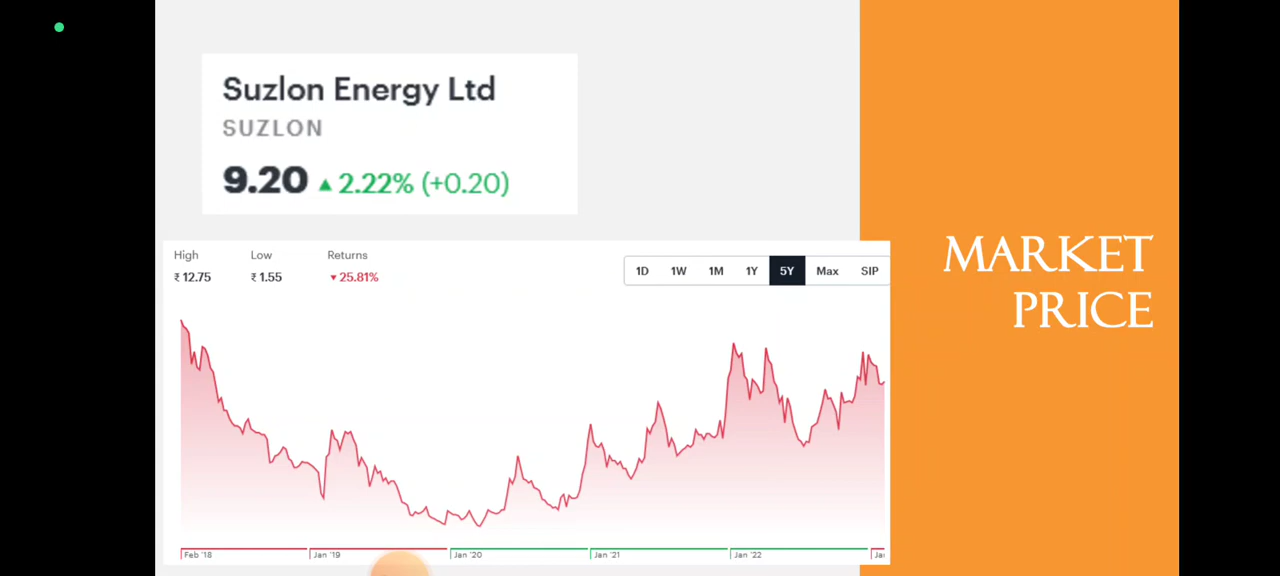 Suzlon Energy Ltd
SUZLON
9.20 ▲ 2.22% (+0.20)
High Low Returns
₹ 12.75 ₹ 1.55 ▼ 25.81%
1D 1W 1M 1Y 5Y Max SIP
MARKET
PRICE
Feb '18 Jan '19 Jan '20 Jan '21 Jan '22